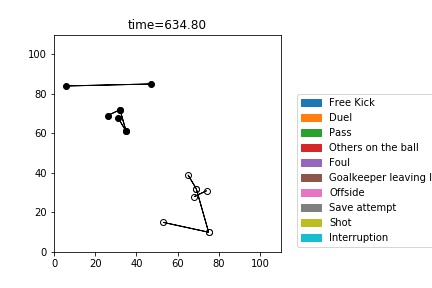 time=634.80
100
80
60
40
20
0
0 20 40 60 80 100
Free Kick
Duel
Pass
Others on the ball
Foul
Goalkeeper leaving l
Offside
Save attempt
Shot
Interruption